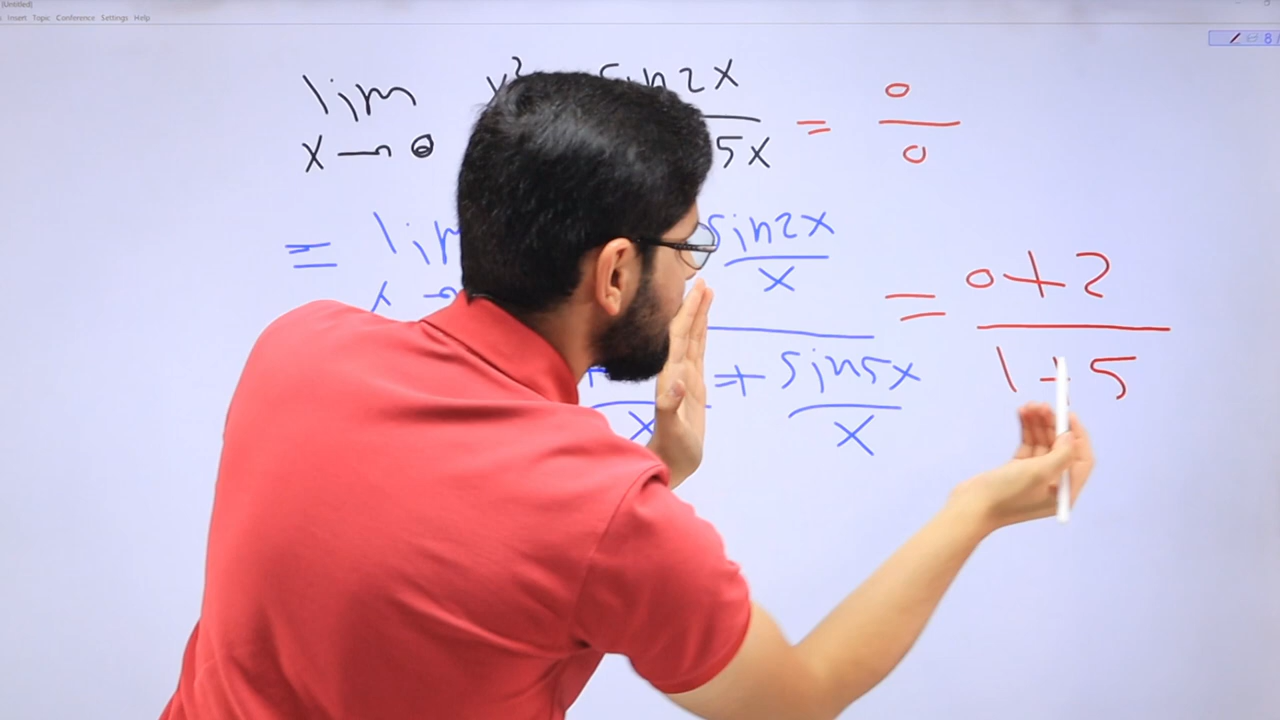 [Untitled]
Insert Topic Conference Settings Help
8
lim sin2x = 0
x → 0 5x 0
= lim sin2x
x
= 0+2
x → 0
+ sin5x 1+5
x x